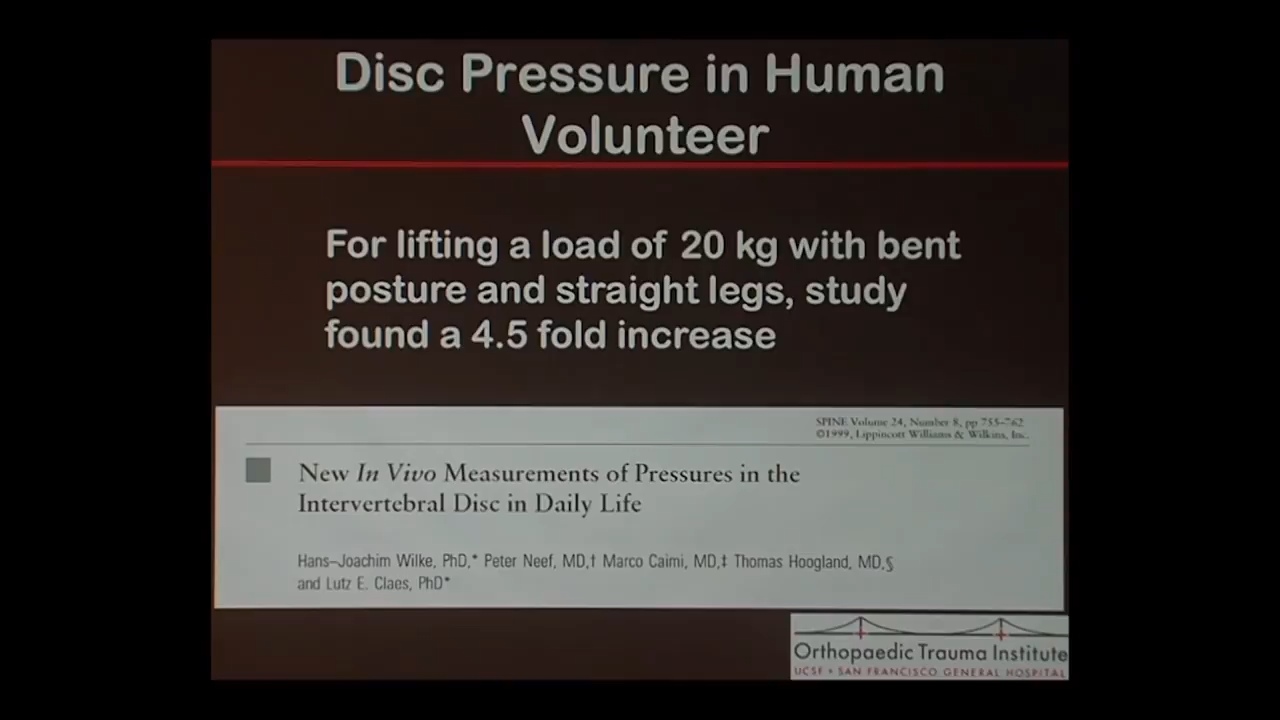 Disc Pressure in Human
Volunteer
For lifting a load of 20 kg with bent
posture and straight legs, study
found a 4.5 fold increase
SPINE Volume 24, Number 8, pp 755–762
©1999, Lippincott Williams & Wilkins, Inc.
New In Vivo Measurements of Pressures in the
Intervertebral Disc in Daily Life
Hans–Joachim Wilke, PhD,* Peter Neef, MD,† Marco Caimi, MD,‡ Thomas Hoogland, MD,§
and Lutz E. Claes, PhD*
Orthopaedic Trauma Institute
UCSF • SAN FRANCISCO GENERAL HOSPITAL